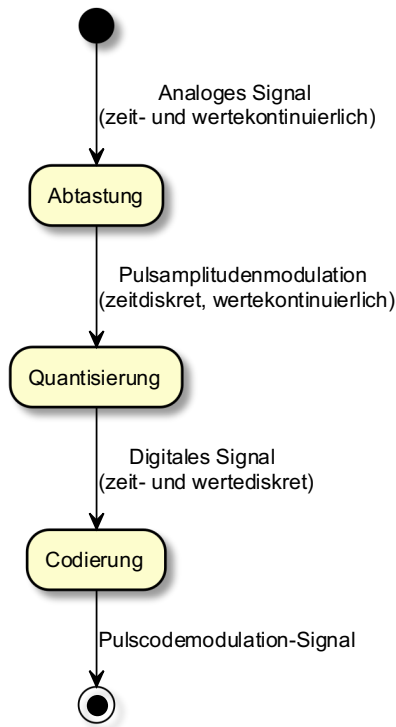 Analoges Signal
(zeit- und wertekontinuierlich)
Abtastung
Pulsamplitudenmodulation
(zeitdiskret, wertekontinuierlich)
Quantisierung
Digitales Signal
(zeit- und wertediskret)
Codierung
Pulscodemodulation-Signal